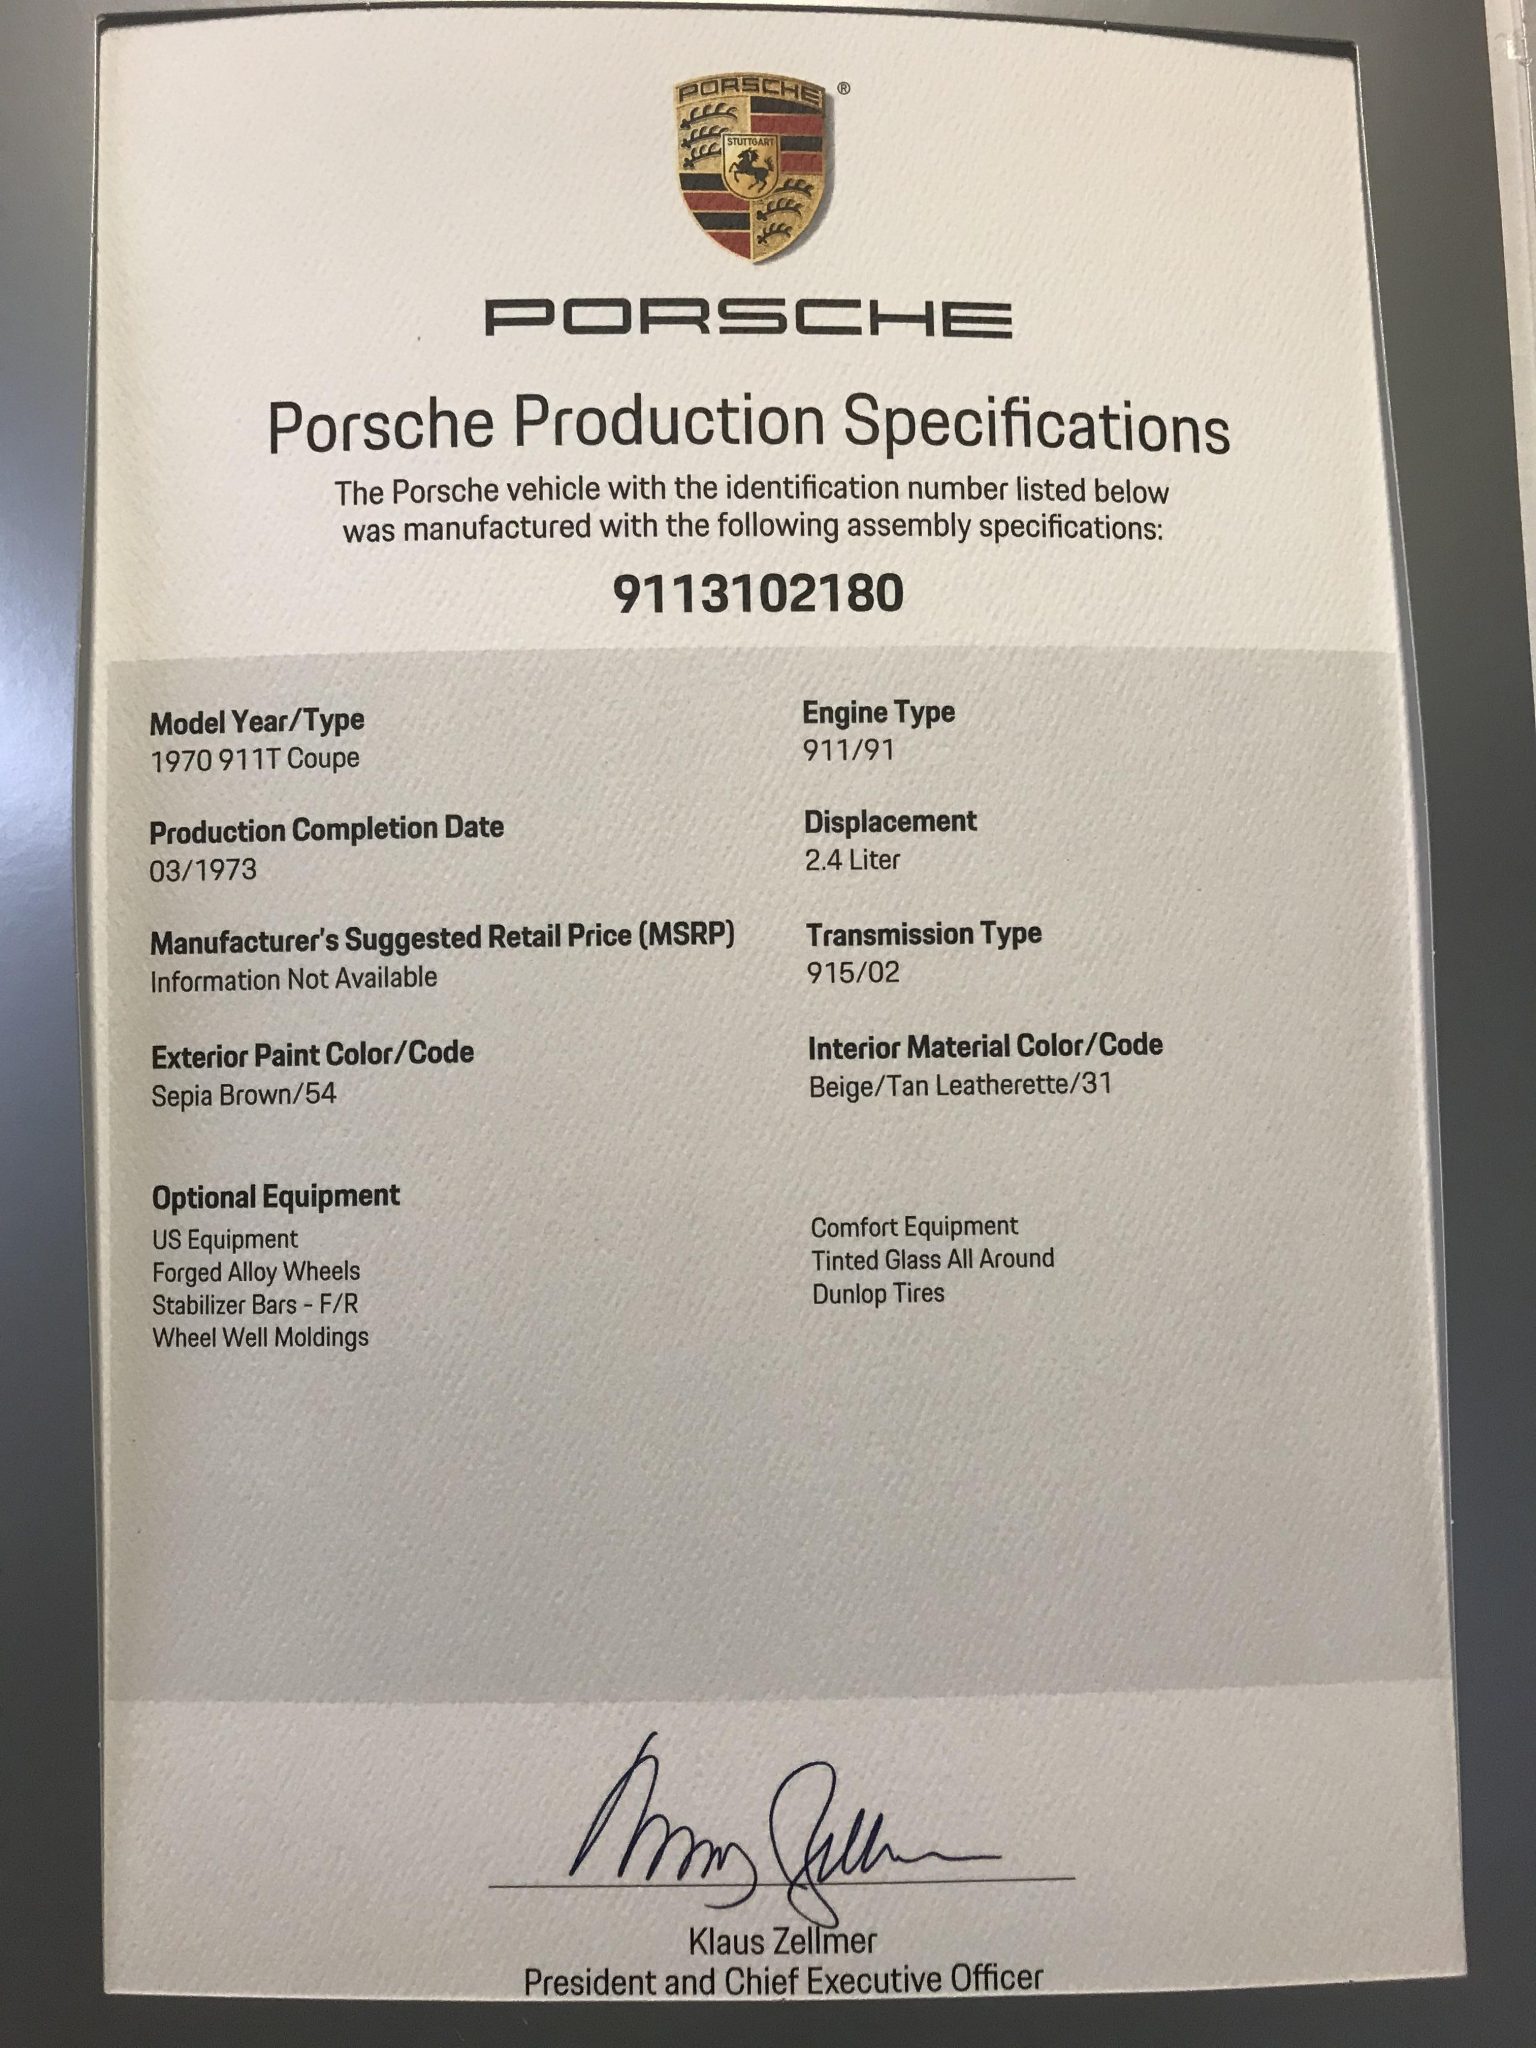 PORSCHE
®
STUTTGART
PORSCHE
Porsche Production Specifications
The Porsche vehicle with the identification number listed below
was manufactured with the following assembly specifications:
9113102180
Model Year/Type
1970 911T Coupe
Engine Type
911/91
Production Completion Date
03/1973
Displacement
2.4 Liter
Manufacturer's Suggested Retail Price (MSRP)
Information Not Available
Transmission Type
915/02
Exterior Paint Color/Code
Sepia Brown/54
Interior Material Color/Code
Beige/Tan Leatherette/31
Optional Equipment
US Equipment
Forged Alloy Wheels
Stabilizer Bars - F/R
Wheel Well Moldings
Comfort Equipment
Tinted Glass All Around
Dunlop Tires
Klaus Zellmer
President and Chief Executive Officer